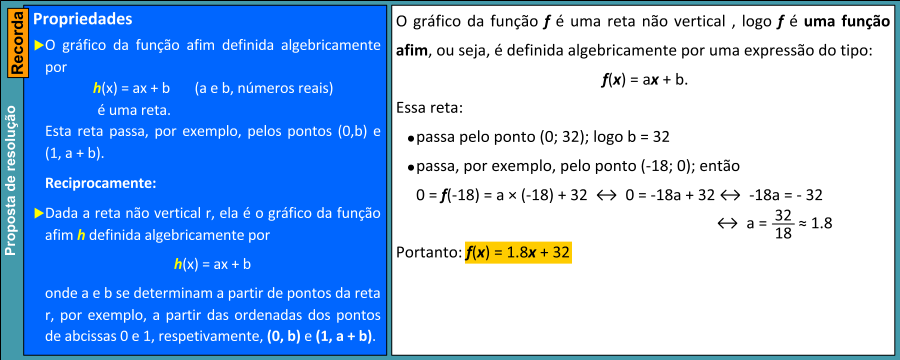 Recorda
Proposta de resolução
Propriedades
▶O gráfico da função afim definida algebricamente
por
h(x) = ax + b (a e b, números reais)
é uma reta.
Esta reta passa, por exemplo, pelos pontos (0,b) e
(1, a + b).
Reciprocamente:
▶Dada a reta não vertical r, ela é o gráfico da função
afim h definida algebricamente por
h(x) = ax + b
onde a e b se determinam a partir de pontos da reta
r, por exemplo, a partir das ordenadas dos pontos
de abcissas 0 e 1, respetivamente, (0, b) e (1, a + b).
O gráfico da função f é uma reta não vertical , logo f é uma função
afim, ou seja, é definida algebricamente por uma expressão do tipo:
f(x) = ax + b.
Essa reta:
•passa pelo ponto (0; 32); logo b = 32
•passa, por exemplo, pelo ponto (-18; 0); então
0 = f(-18) = a × (-18) + 32 ↔ 0 = -18a + 32 ↔ -18a = - 32
↔ a = 32/18 ≈ 1.8
Portanto: f(x) = 1.8x + 32